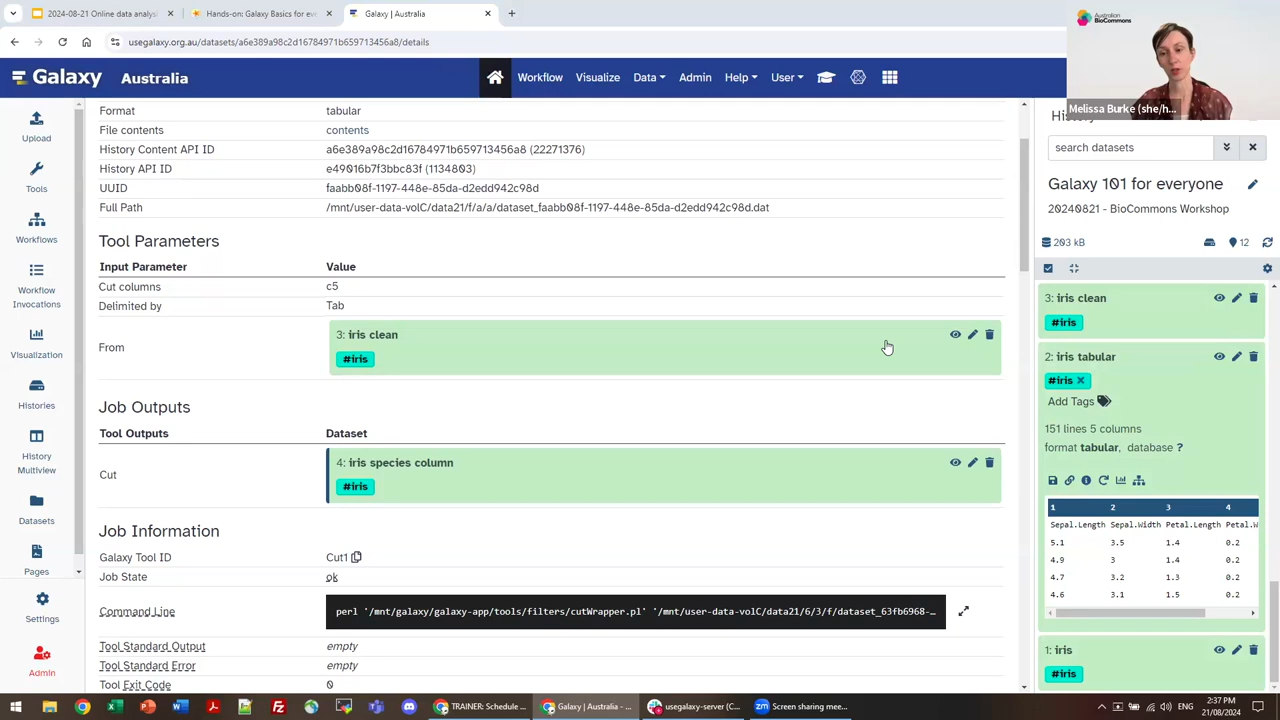 2024-08-21 Online data analysi
Hands-on: Galaxy Basics for ev
Galaxy | Australia
usegalaxy.org.au/datasets/a6e389a98c2d16784971b659713456a8/details
Australian
BioCommons
Melissa Burke (she/h...
Galaxy Australia
Workflow Visualize Data Admin Help User
Upload
Tools
Workflows
Workflow
Invocations
Visualization
Histories
History
Multiview
Datasets
Pages
Settings
Admin
Format tabular
File contents contents
History Content API ID a6e389a98c2d16784971b659713456a8 (22271376)
History API ID e49016b7f3bbc83f (1134803)
UUID faabb08f-1197-448e-85da-d2edd942c98d
Full Path /mnt/user-data-volC/data21/f/a/a/dataset_faabb08f-1197-448e-85da-d2edd942c98d.dat
Tool Parameters
Input Parameter Value
Cut columns c5
Delimited by Tab
From 3: iris clean
#iris
Job Outputs
Tool Outputs Dataset
Cut 4: iris species column
#iris
Job Information
Galaxy Tool ID Cut1
Job State ok
Command Line perl '/mnt/galaxy/galaxy-app/tools/filters/cutWrapper.pl' '/mnt/user-data-volC/data21/6/3/f/dataset_63fb6968-…
Tool Standard Output empty
Tool Standard Error empty
Tool Exit Code 0
search datasets
Galaxy 101 for everyone
20240821 - BioCommons Workshop
203 kB 12
3: iris clean
#iris
2: iris tabular
#iris ×
Add Tags
151 lines 5 columns
format tabular, database ?
1 2 3 4
Sepal.Length Sepal.Width Petal.Length Petal.W
5.1 3.5 1.4 0.2
4.9 3 1.4 0.2
4.7 3.2 1.3 0.2
4.6 3.1 1.5 0.2
1: iris
#iris
TRAINER: Schedule ...
Galaxy | Australia - ...
usegalaxy-server (C...
Screen sharing mee...
ENG
2:37 PM
21/08/2024